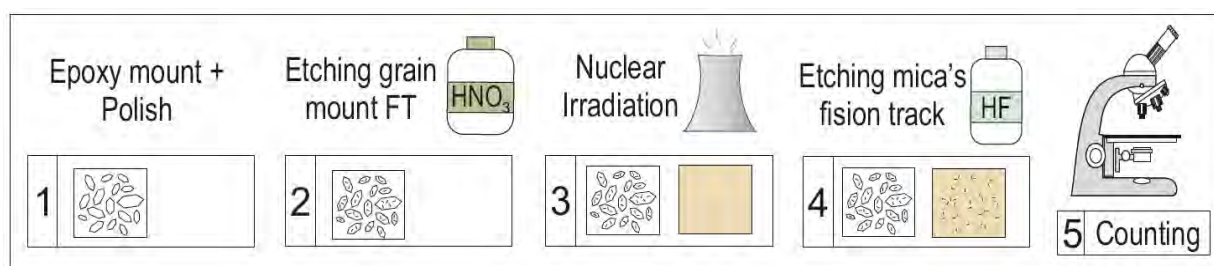 Epoxy mount +
Polish
1
Etching grain
mount FT
HNO₃
2
Nuclear
Irradiation
3
Etching mica's
fission track
HF
4
5 Counting